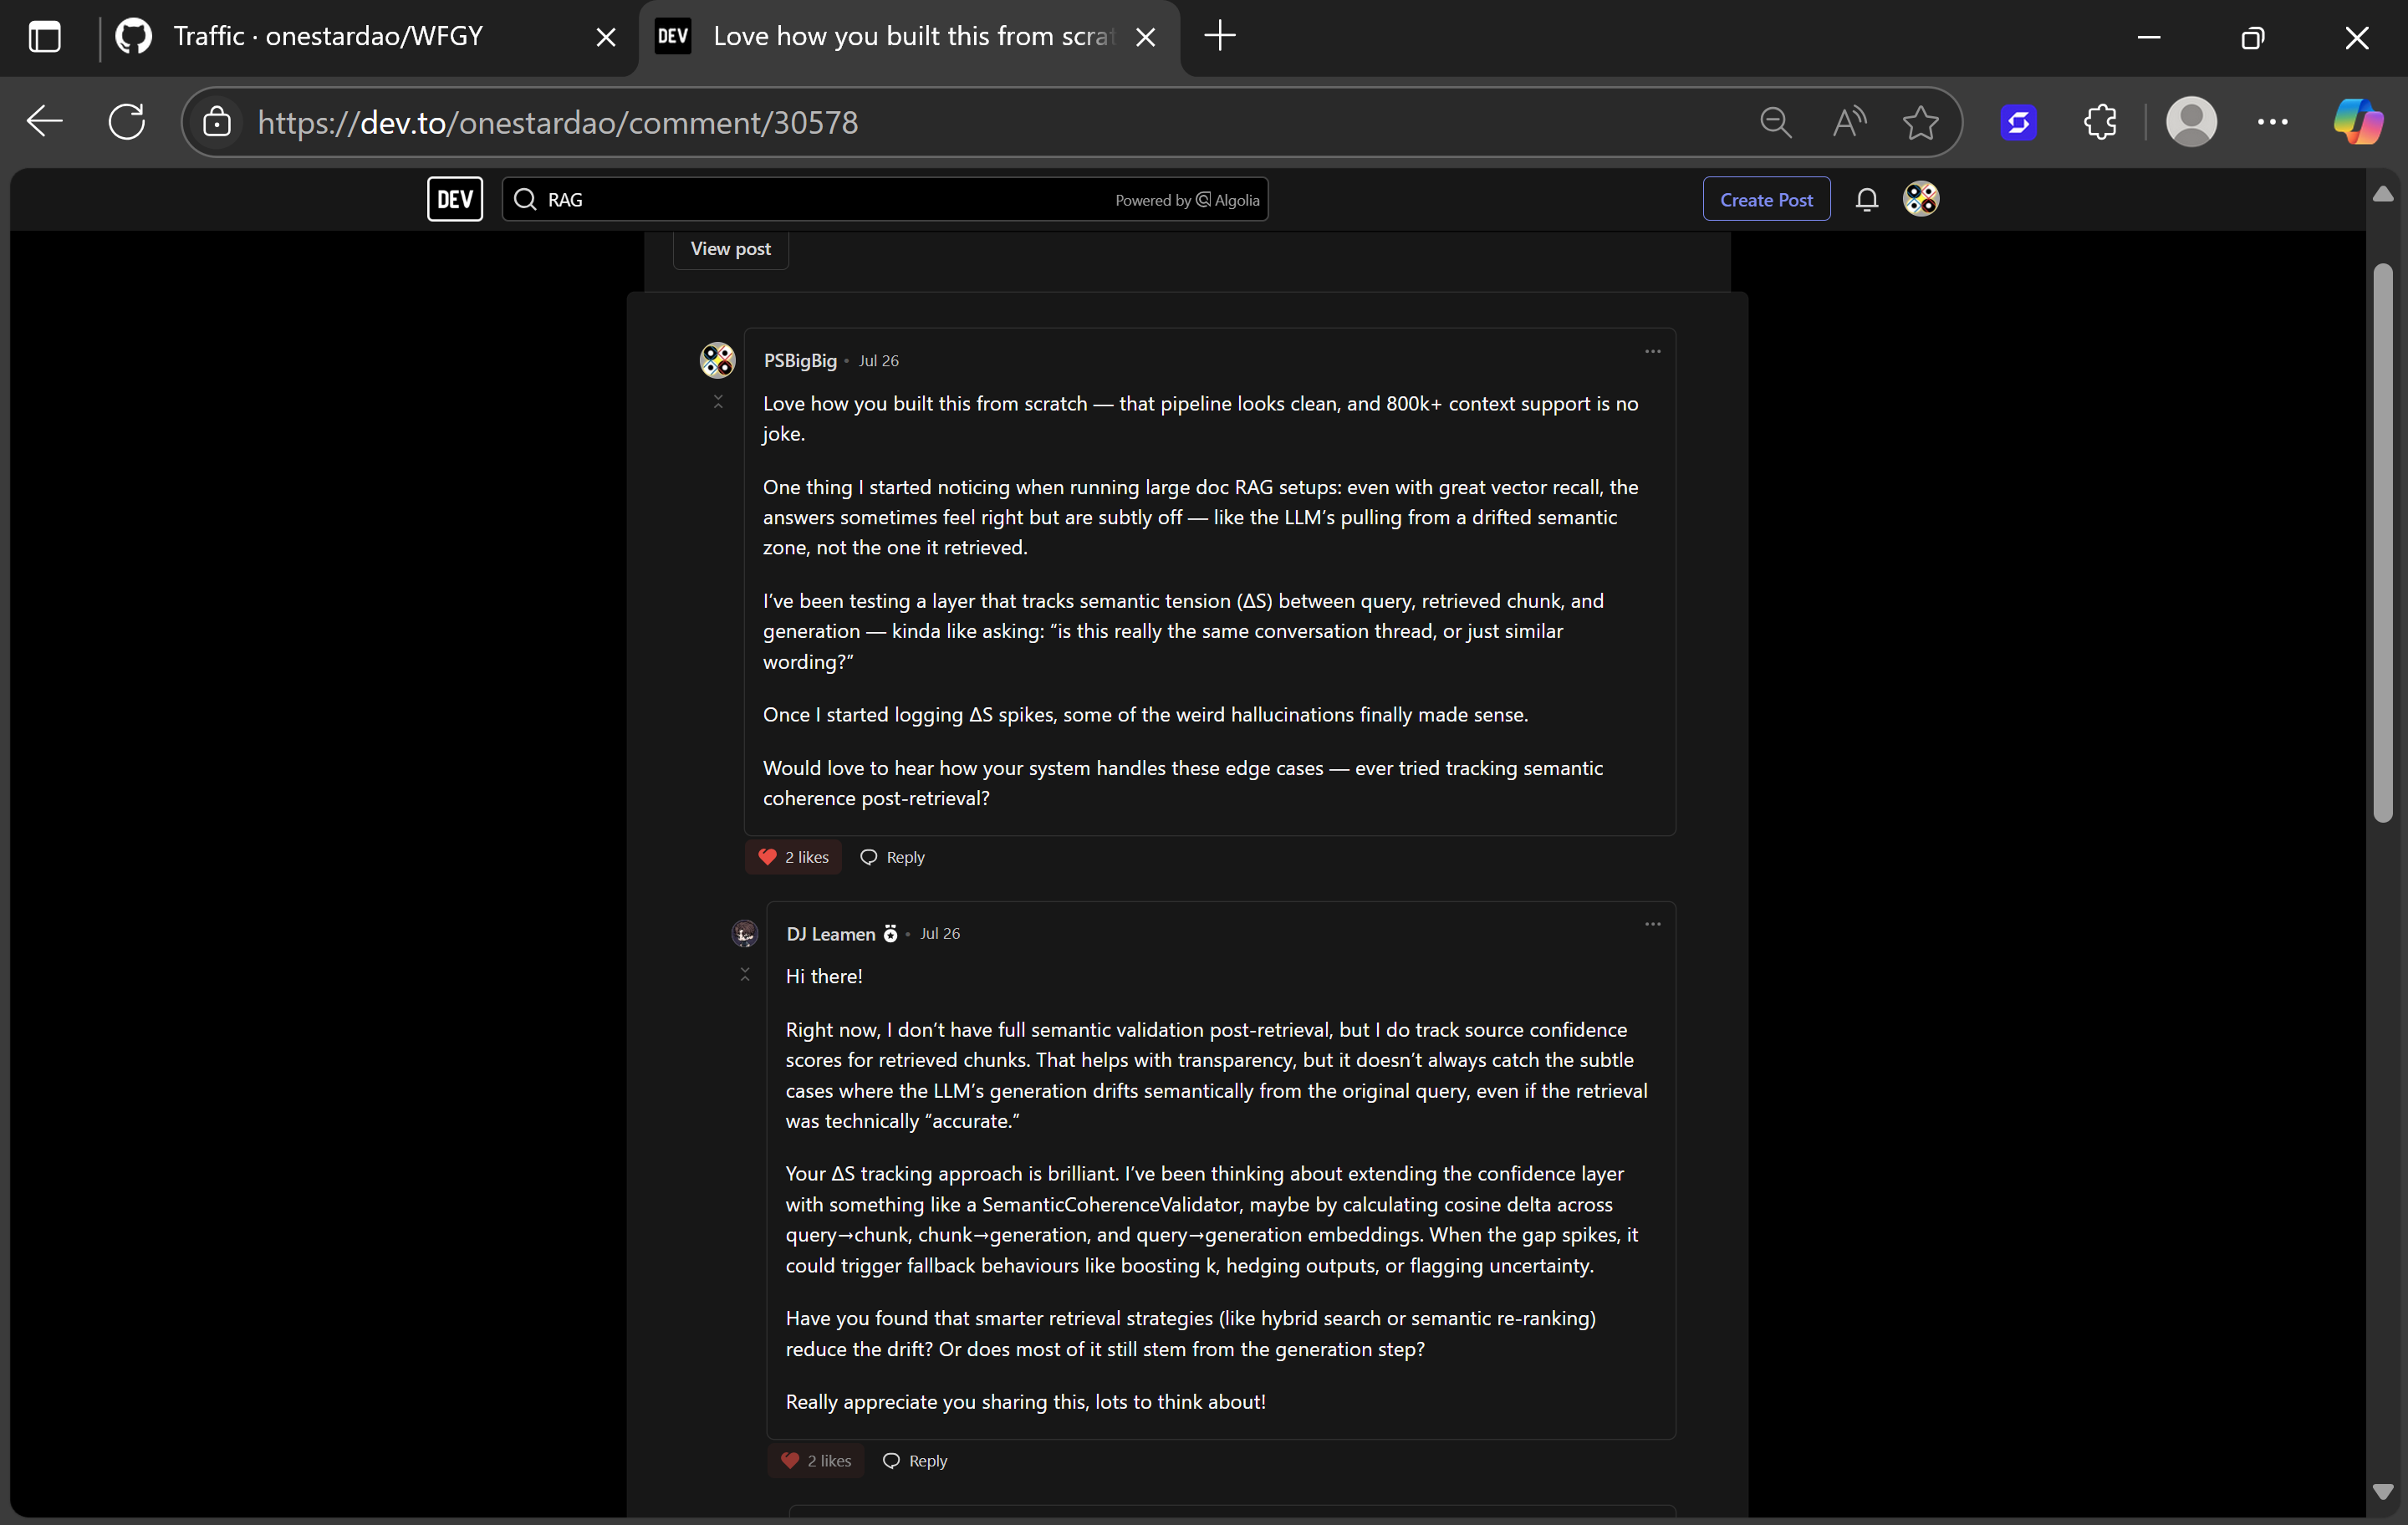 Traffic · onestardao/WFGY
DEV
Love how you built this from scrat
https://dev.to/onestardao/comment/30578
DEV
RAG
Powered by Algolia
Create Post
View post
PSBigBig • Jul 26
Love how you built this from scratch — that pipeline looks clean, and 800k+ context support is no
joke.
One thing I started noticing when running large doc RAG setups: even with great vector recall, the
answers sometimes feel right but are subtly off — like the LLM’s pulling from a drifted semantic
zone, not the one it retrieved.
I’ve been testing a layer that tracks semantic tension (ΔS) between query, retrieved chunk, and
generation — kinda like asking: “is this really the same conversation thread, or just similar
wording?”
Once I started logging ΔS spikes, some of the weird hallucinations finally made sense.
Would love to hear how your system handles these edge cases — ever tried tracking semantic
coherence post-retrieval?
2 likes Reply
DJ Leamen • Jul 26
Hi there!
Right now, I don’t have full semantic validation post-retrieval, but I do track source confidence
scores for retrieved chunks. That helps with transparency, but it doesn’t always catch the subtle
cases where the LLM’s generation drifts semantically from the original query, even if the retrieval
was technically “accurate.”
Your ΔS tracking approach is brilliant. I’ve been thinking about extending the confidence layer
with something like a SemanticCoherenceValidator, maybe by calculating cosine delta across
query→chunk, chunk→generation, and query→generation embeddings. When the gap spikes, it
could trigger fallback behaviours like boosting k, hedging outputs, or flagging uncertainty.
Have you found that smarter retrieval strategies (like hybrid search or semantic re-ranking)
reduce the drift? Or does most of it still stem from the generation step?
Really appreciate you sharing this, lots to think about!
2 likes Reply